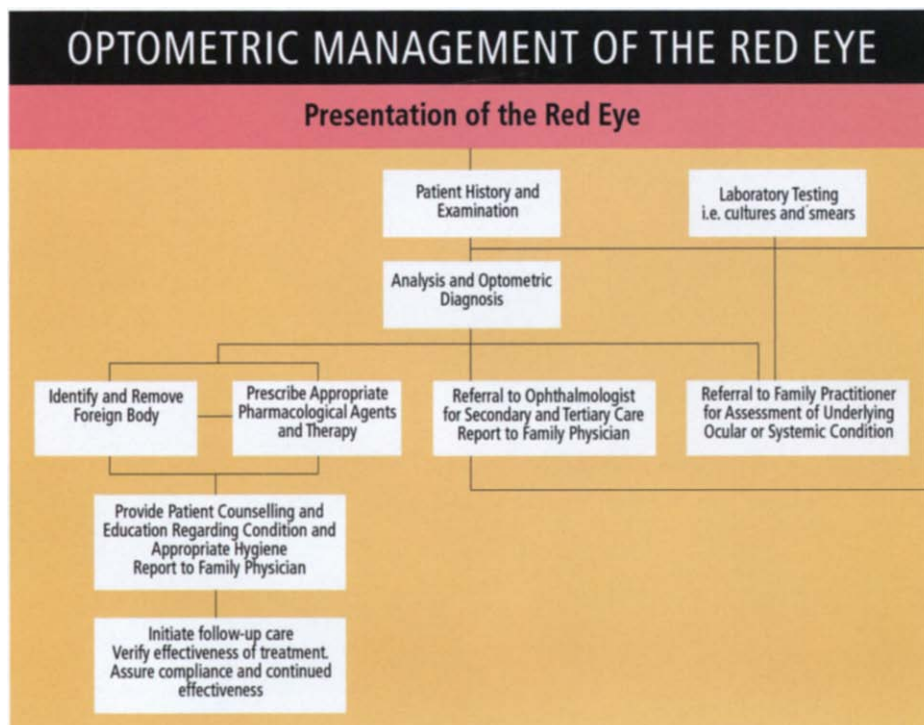 OPTOMETRIC MANAGEMENT OF THE RED EYE
Presentation of the Red Eye
Patient History and
Examination
Laboratory Testing
i.e. cultures and smears
Analysis and Optometric
Diagnosis
Identify and Remove
Foreign Body
Prescribe Appropriate
Pharmacological Agents
and Therapy
Referral to Ophthalmologist
for Secondary and Tertiary Care
Report to Family Physician
Referral to Family Practitioner
for Assessment of Underlying
Ocular or Systemic Condition
Provide Patient Counselling and
Education Regarding Condition and
Appropriate Hygiene
Report to Family Physician
Initiate follow-up care
Verify effectiveness of treatment.
Assure compliance and continued
effectiveness